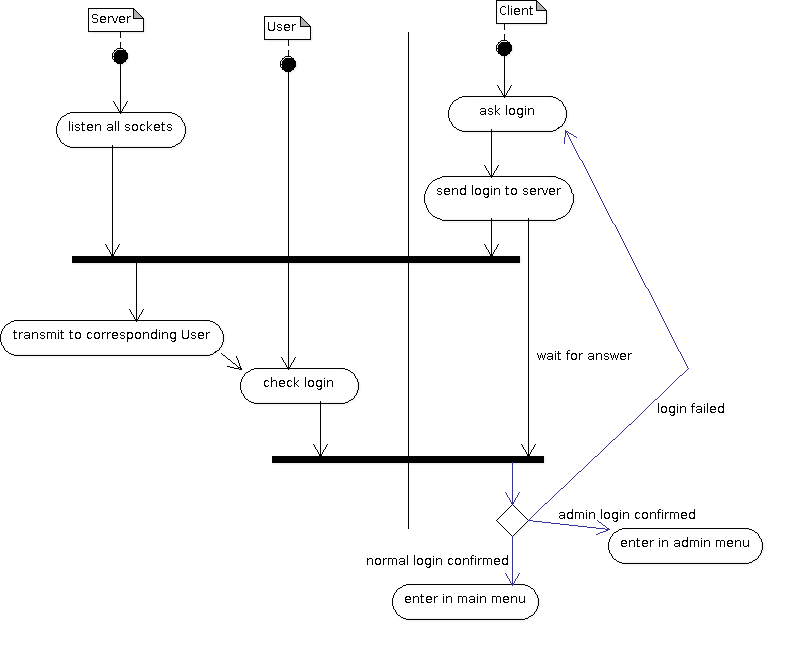 Server
User
Client
listen all sockets
ask login
send login to server
transmit to corresponding User
wait for answer
check login
login failed
admin login confirmed
enter in admin menu
normal login confirmed
enter in main menu